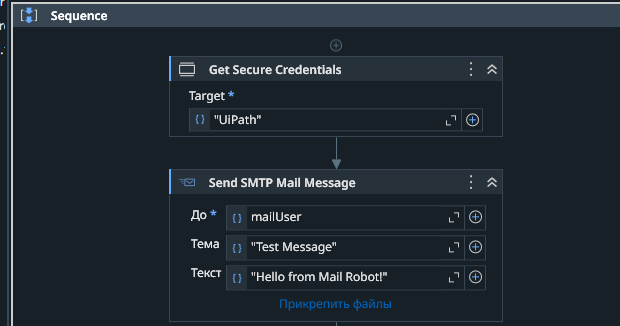 Sequence
Get Secure Credentials
Target *
"UiPath"
Send SMTP Mail Message
До * mailUser
Тема "Test Message"
Текст "Hello from Mail Robot!"
Прикрепить файлы